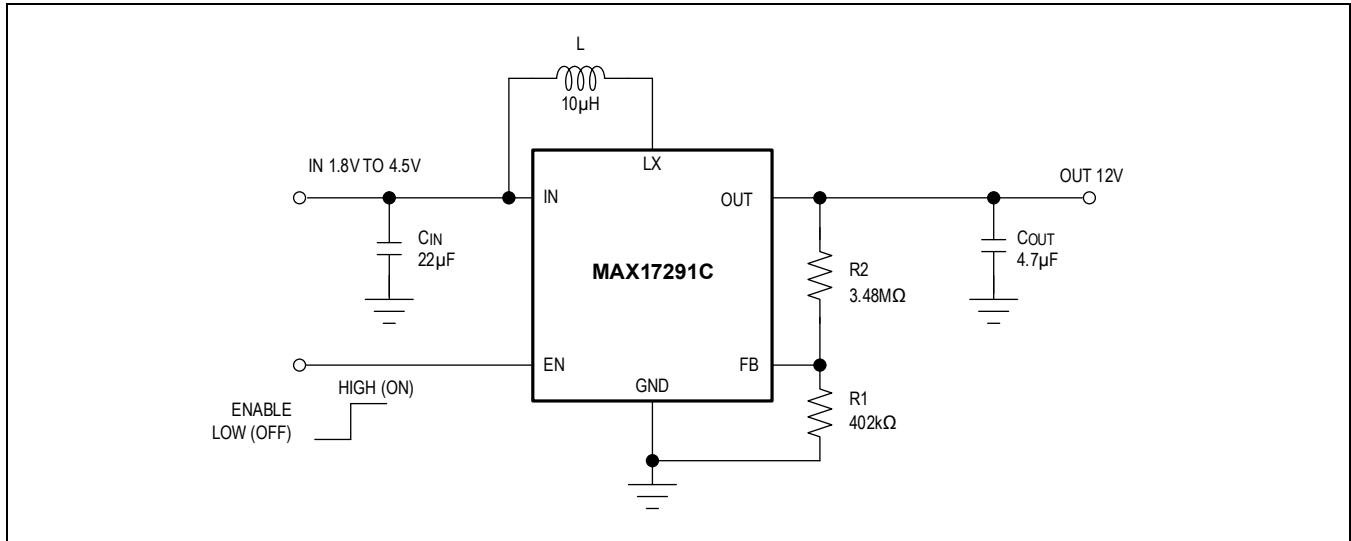 L
10µH
IN 1.8V TO 4.5V
LX
IN
OUT
OUT 12V
CIN
22µF
MAX17291C
R2
3.48MΩ
COUT
4.7µF
EN
FB
GND
HIGH (ON)
ENABLE
LOW (OFF)
R1
402kΩ